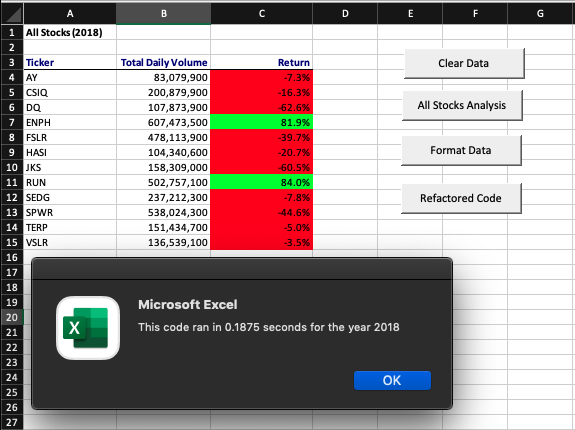 A B C D E F G
1 All Stocks (2018)
2
3 Ticker Total Daily Volume Return Clear Data
4 AY 83,079,900 -7.3%
5 CSIQ 200,879,900 -16.3%
6 DQ 107,873,900 -62.6% All Stocks Analysis
7 ENPH 607,473,500 81.9%
8 FSLR 478,113,900 -39.7%
9 HASI 104,340,600 -20.7% Format Data
10 JKS 158,309,000 -60.5%
11 RUN 502,757,100 84.0%
12 SEDG 237,212,300 -7.8% Refactored Code
13 SPWR 538,024,300 -44.6%
14 TERP 151,434,700 -5.0%
15 VSLR 136,539,100 -3.5%
16
17
18 Microsoft Excel
19
20 X This code ran in 0.1875 seconds for the year 2018
21
22
23
24 OK
25
26
27